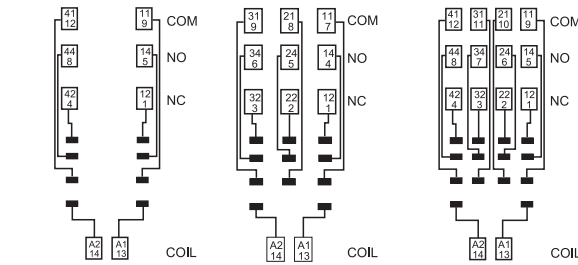 41 11 COM
12 9
44 14 NO
8 5
42 12 NC
4 1
A2 A1 COIL
14 13
31 21 11 COM
9 8 7
34 24 14 NO
6 5 4
32 22 12 NC
3 2 1
A2 A1 COIL
14 13
41 31 21 11 COM
12 11 10 9
44 34 24 14 NO
8 7 6 5
42 32 22 12 NC
4 3 2 1
A2 A1 COIL
14 13